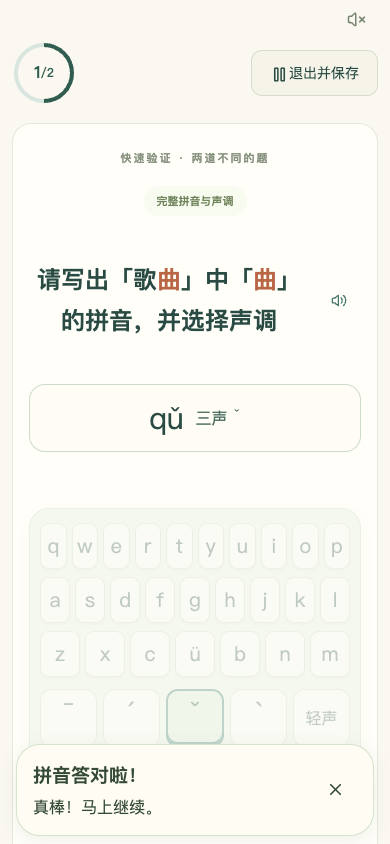 1/2
退出并保存
快速验证 · 两道不同的题
完整拼音与声调
请写出「歌曲」中「曲」
的拼音，并选择声调
qǔ 三声 ˇ
q w e r t y u i o p
a s d f g h j k l
z x c ü b n m
ˉ ˊ ˇ ˋ 轻声
拼音答对啦！
真棒！马上继续。